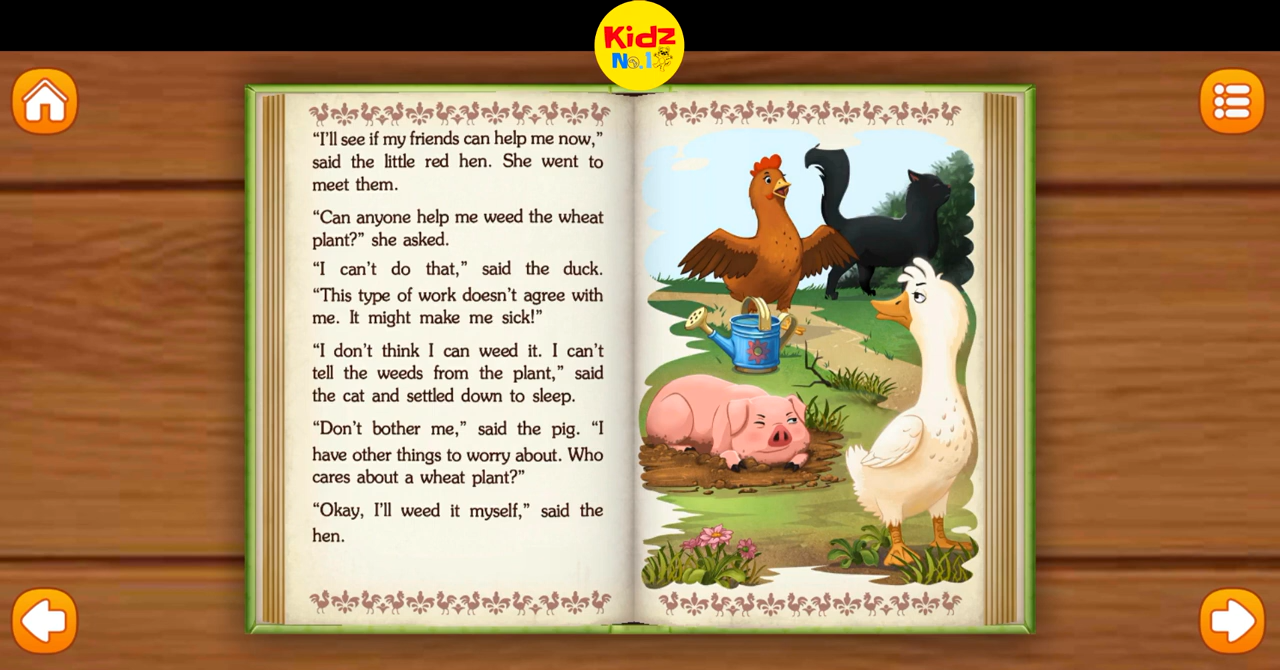 Kidz
No.1
“I’ll see if my friends can help me now,”
said the little red hen. She went to
meet them.
“Can anyone help me weed the wheat
plant?” she asked.
“I can’t do that,” said the duck.
“This type of work doesn’t agree with
me. It might make me sick!”
“I don’t think I can weed it. I can’t
tell the weeds from the plant,” said
the cat and settled down to sleep.
“Don’t bother me,” said the pig. “I
have other things to worry about. Who
cares about a wheat plant?”
“Okay, I’ll weed it myself,” said the
hen.